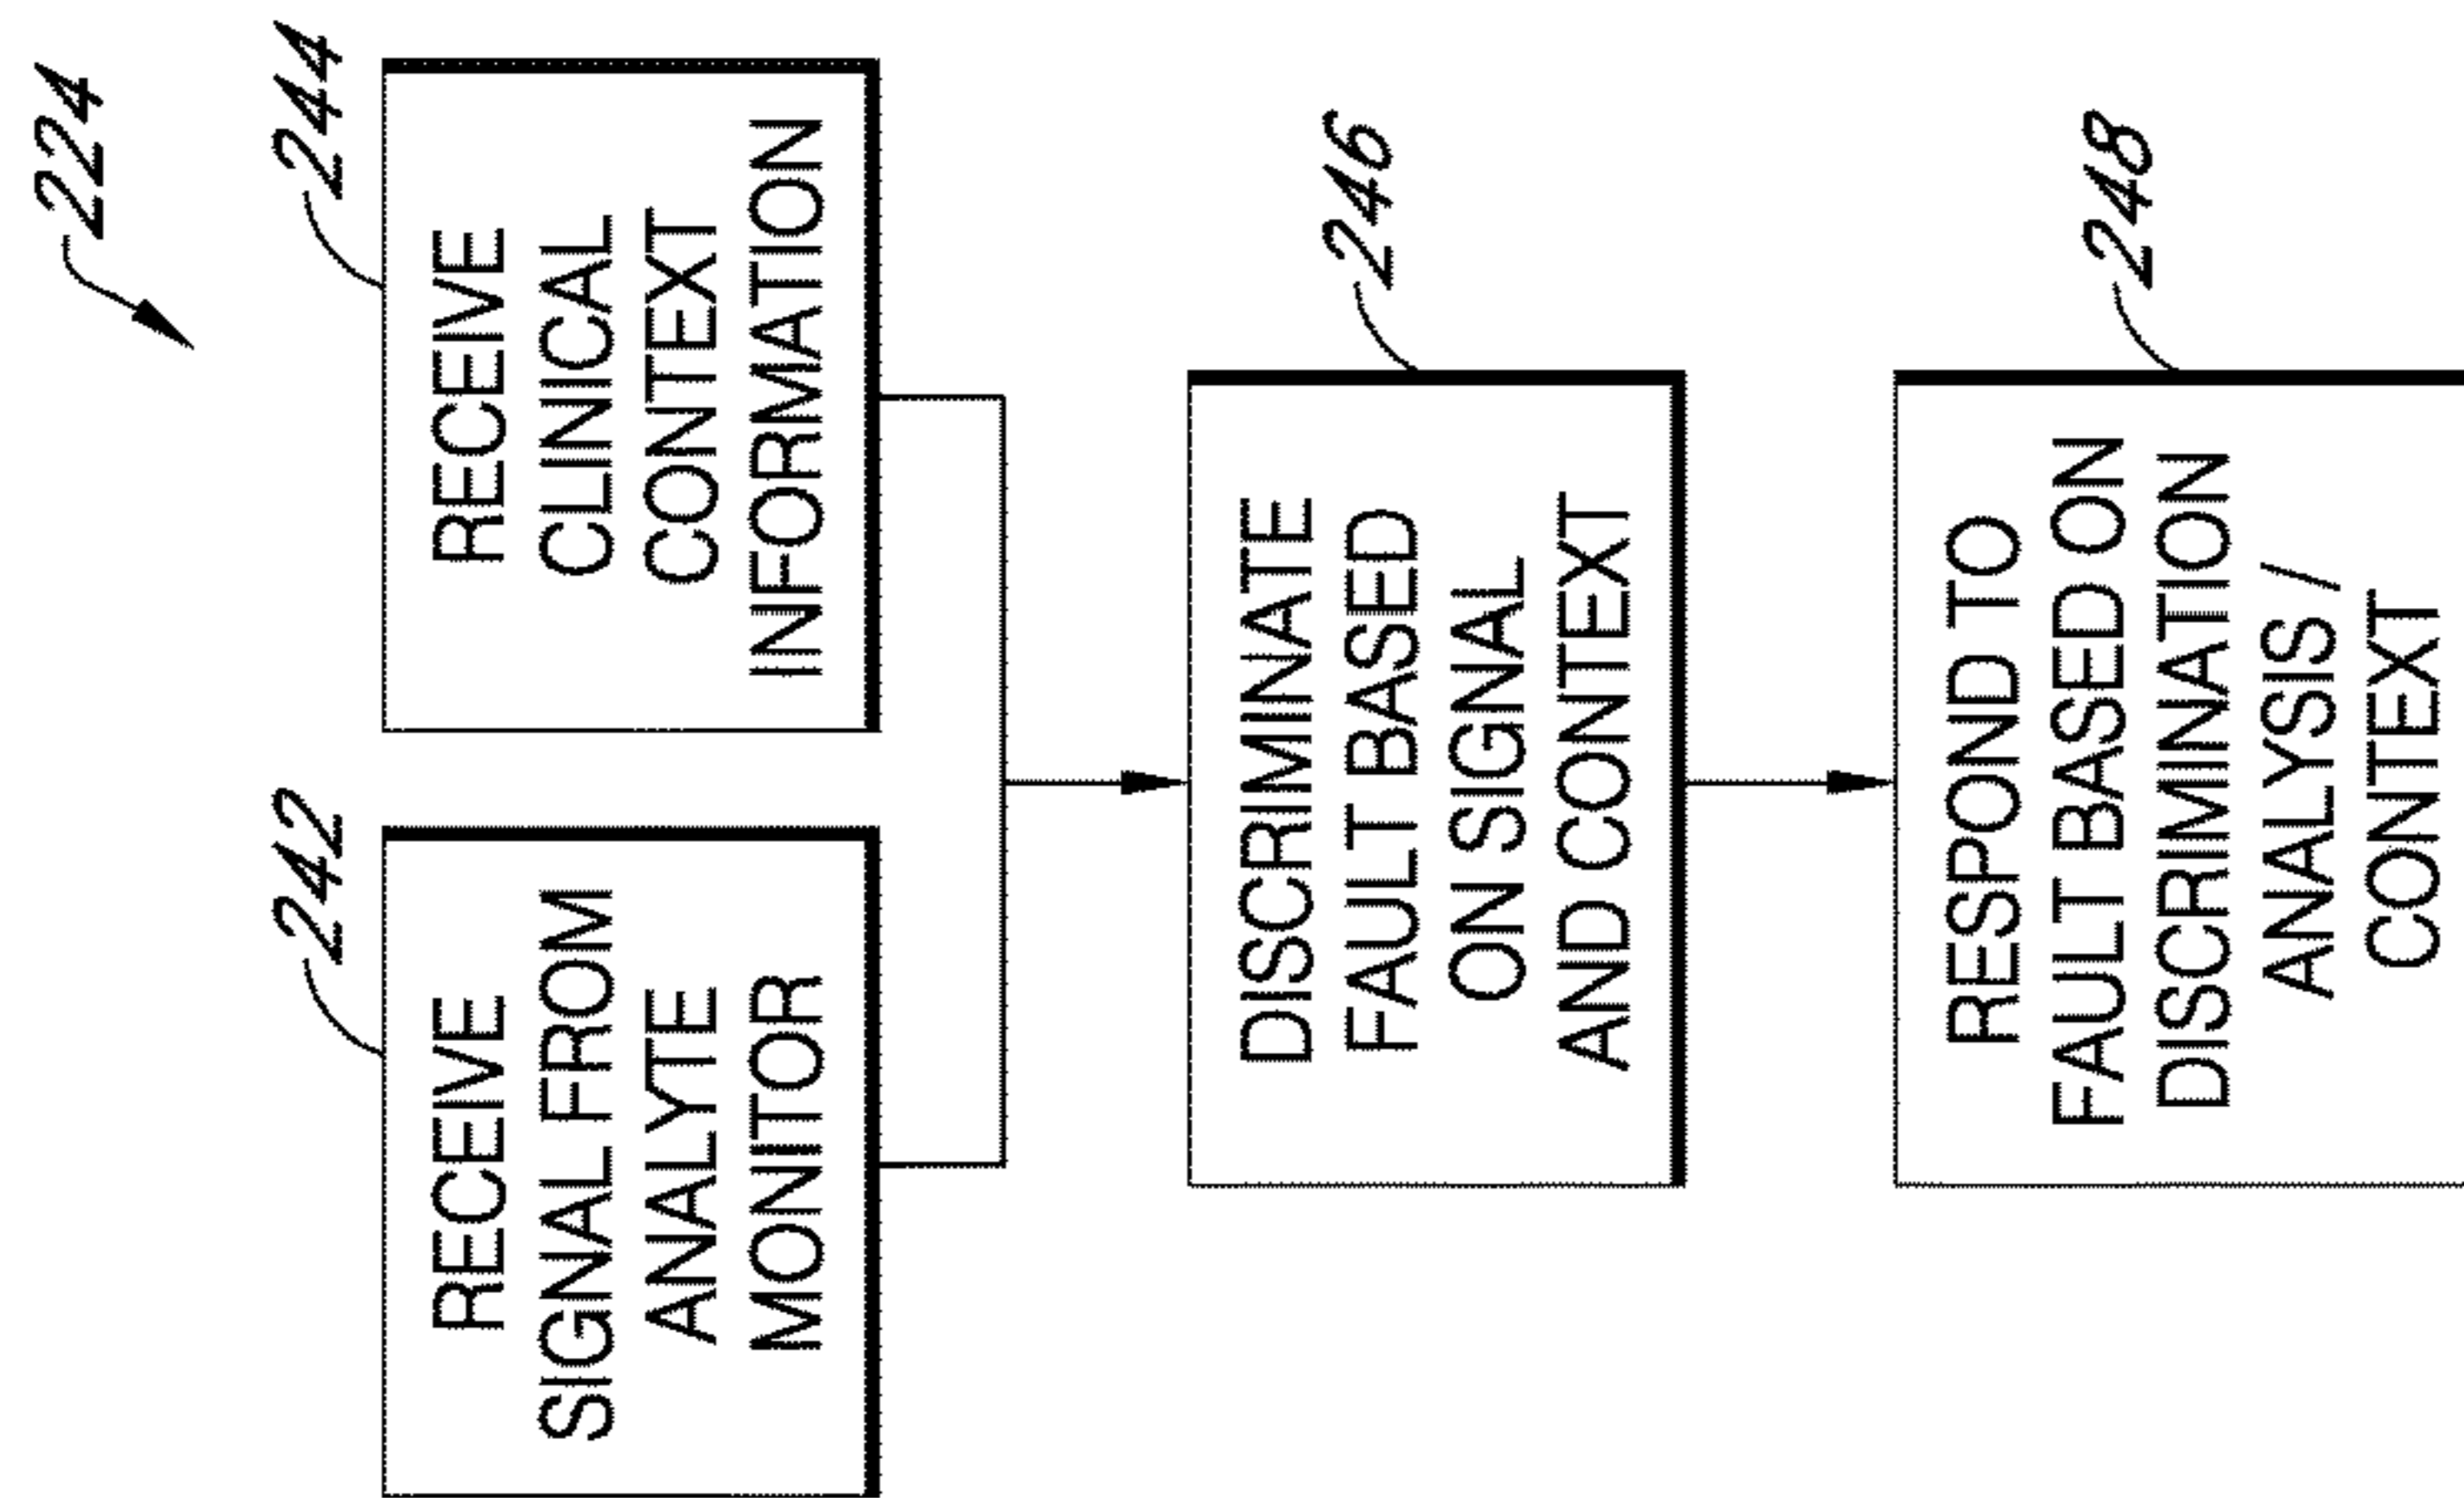 224
242
RECEIVE
SIGNAL FROM
ANALYTE
MONITOR
244
RECEIVE
CLINICAL
CONTEXT
INFORMATION
246
DISCRIMINATE
FAULT BASED
ON SIGNAL
AND CONTEXT
248
RESPOND TO
FAULT BASED ON
DISCRIMINATION
ANALYSIS /
CONTEXT